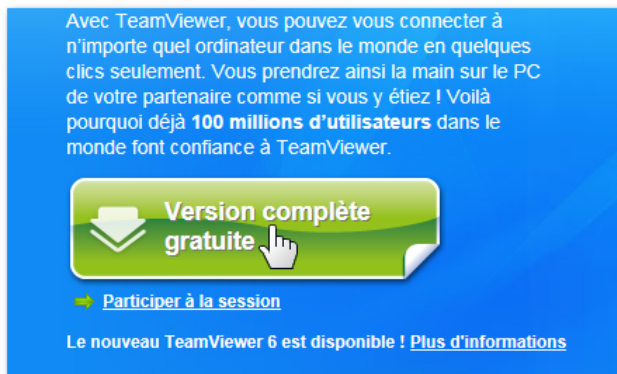 Avec TeamViewer, vous pouvez vous connecter à
n'importe quel ordinateur dans le monde en quelques
clics seulement. Vous prendrez ainsi la main sur le PC
de votre partenaire comme si vous y étiez ! Voilà
pourquoi déjà 100 millions d'utilisateurs dans le
monde font confiance à TeamViewer.
Version complète
gratuite
Participer à la session
Le nouveau TeamViewer 6 est disponible ! Plus d'informations